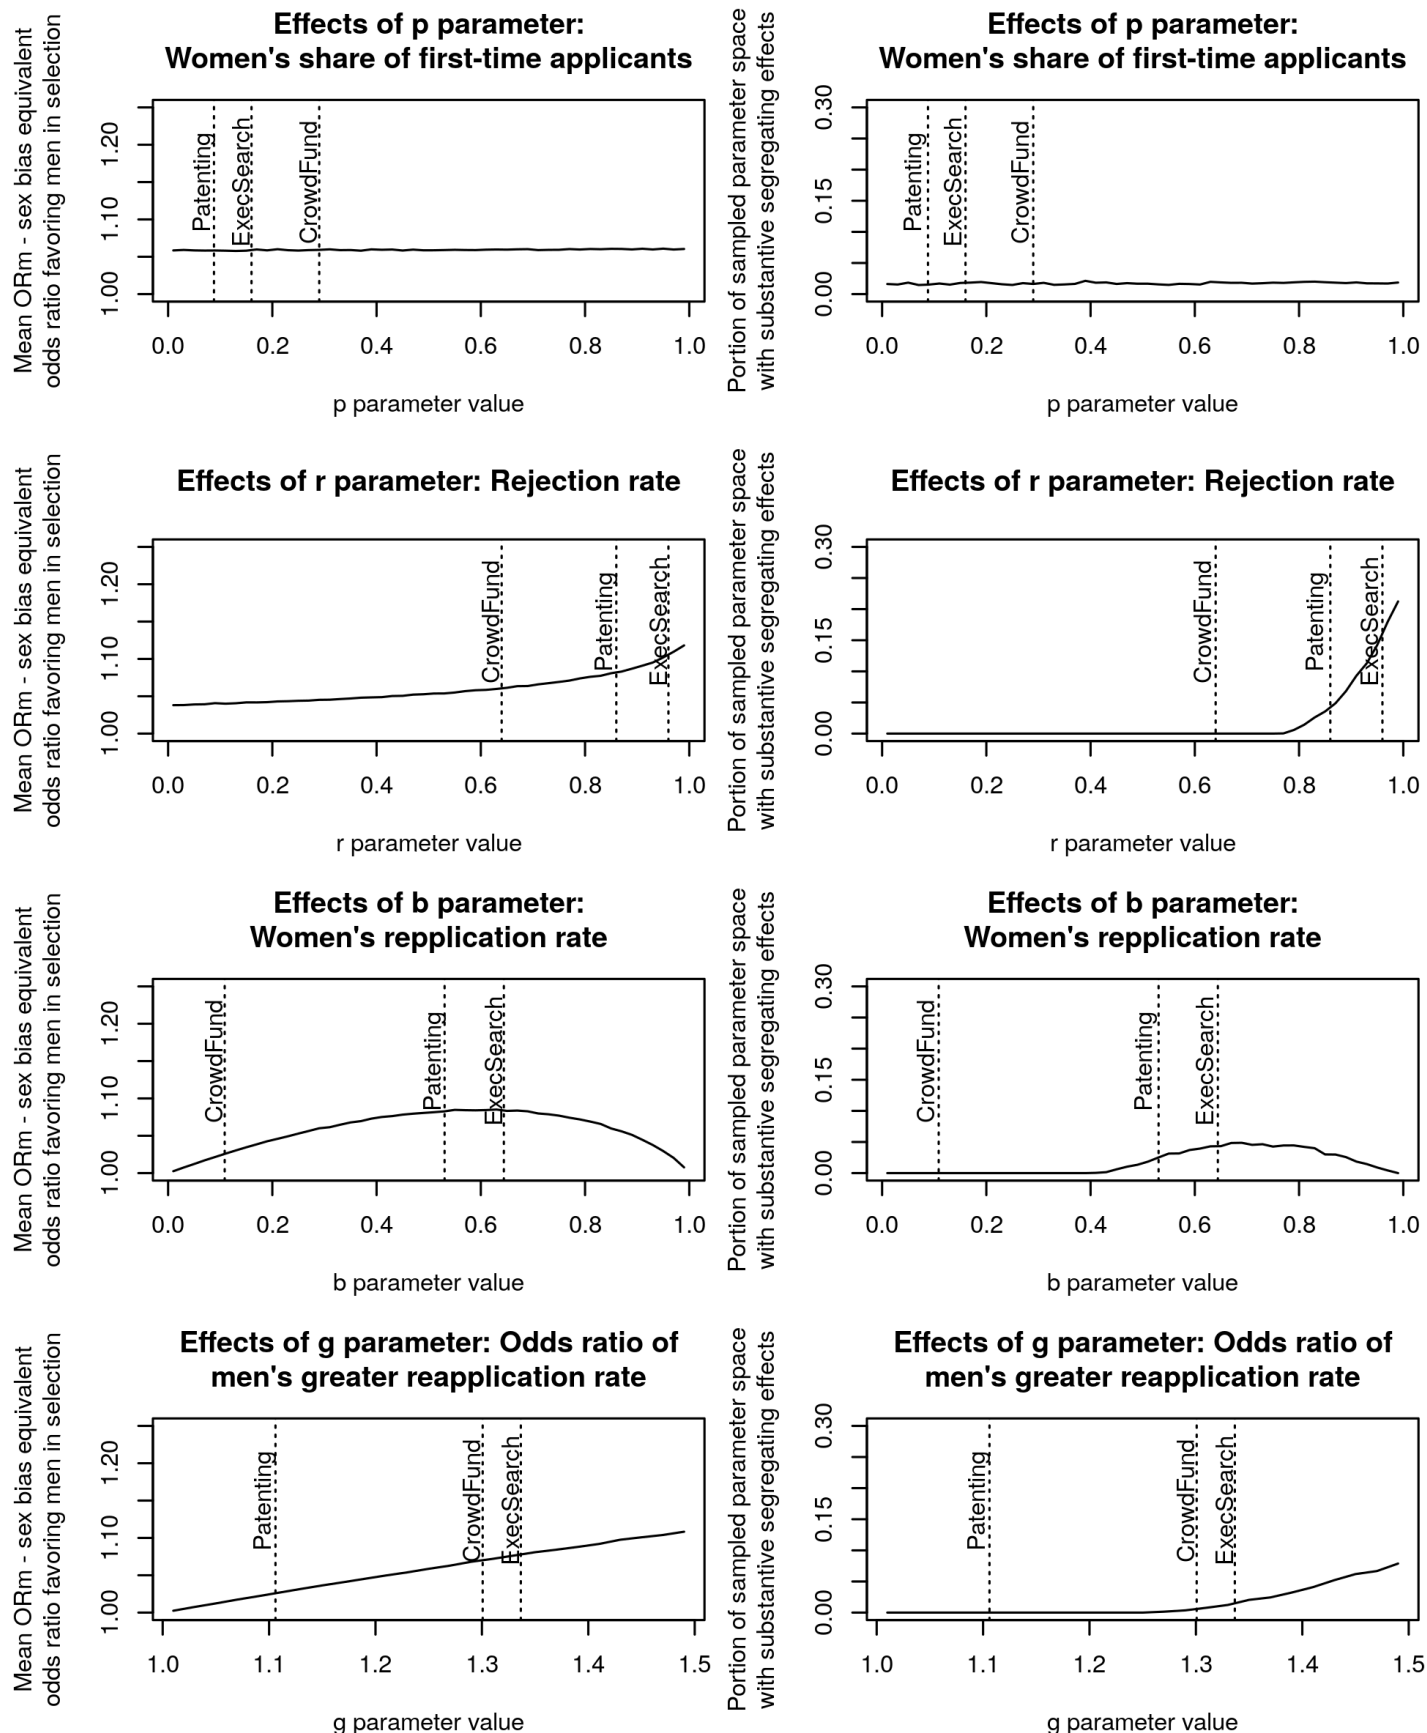 Effects of p parameter:
Women's share of first-time applicants
Mean ORm - sex bias equivalent
odds ratio favoring men in selection
1.20
1.10
1.00
Patenting
ExecSearch
CrowdFund
0.0 0.2 0.4 0.6 0.8 1.0
p parameter value
Effects of p parameter:
Women's share of first-time applicants
Portion of sampled parameter space
with substantive segregating effects
0.30
0.15
0.00
Patenting
ExecSearch
CrowdFund
0.0 0.2 0.4 0.6 0.8 1.0
p parameter value
Effects of r parameter: Rejection rate
Mean ORm - sex bias equivalent
odds ratio favoring men in selection
1.20
1.10
1.00
CrowdFund
Patenting
ExecSearch
0.0 0.2 0.4 0.6 0.8 1.0
r parameter value
Effects of r parameter: Rejection rate
Portion of sampled parameter space
with substantive segregating effects
0.30
0.15
0.00
CrowdFund
Patenting
ExecSearch
0.0 0.2 0.4 0.6 0.8 1.0
r parameter value
Effects of b parameter:
Women's repplication rate
Mean ORm - sex bias equivalent
odds ratio favoring men in selection
1.20
1.10
1.00
CrowdFund
Patenting
ExecSearch
0.0 0.2 0.4 0.6 0.8 1.0
b parameter value
Effects of b parameter:
Women's repplication rate
Portion of sampled parameter space
with substantive segregating effects
0.30
0.15
0.00
CrowdFund
Patenting
ExecSearch
0.0 0.2 0.4 0.6 0.8 1.0
b parameter value
Effects of g parameter: Odds ratio of
men's greater reapplication rate
Mean ORm - sex bias equivalent
odds ratio favoring men in selection
1.20
1.10
1.00
Patenting
CrowdFund
ExecSearch
1.0 1.1 1.2 1.3 1.4 1.5
g parameter value
Effects of g parameter: Odds ratio of
men's greater reapplication rate
Portion of sampled parameter space
with substantive segregating effects
0.30
0.15
0.00
Patenting
CrowdFund
ExecSearch
1.0 1.1 1.2 1.3 1.4 1.5
g parameter value